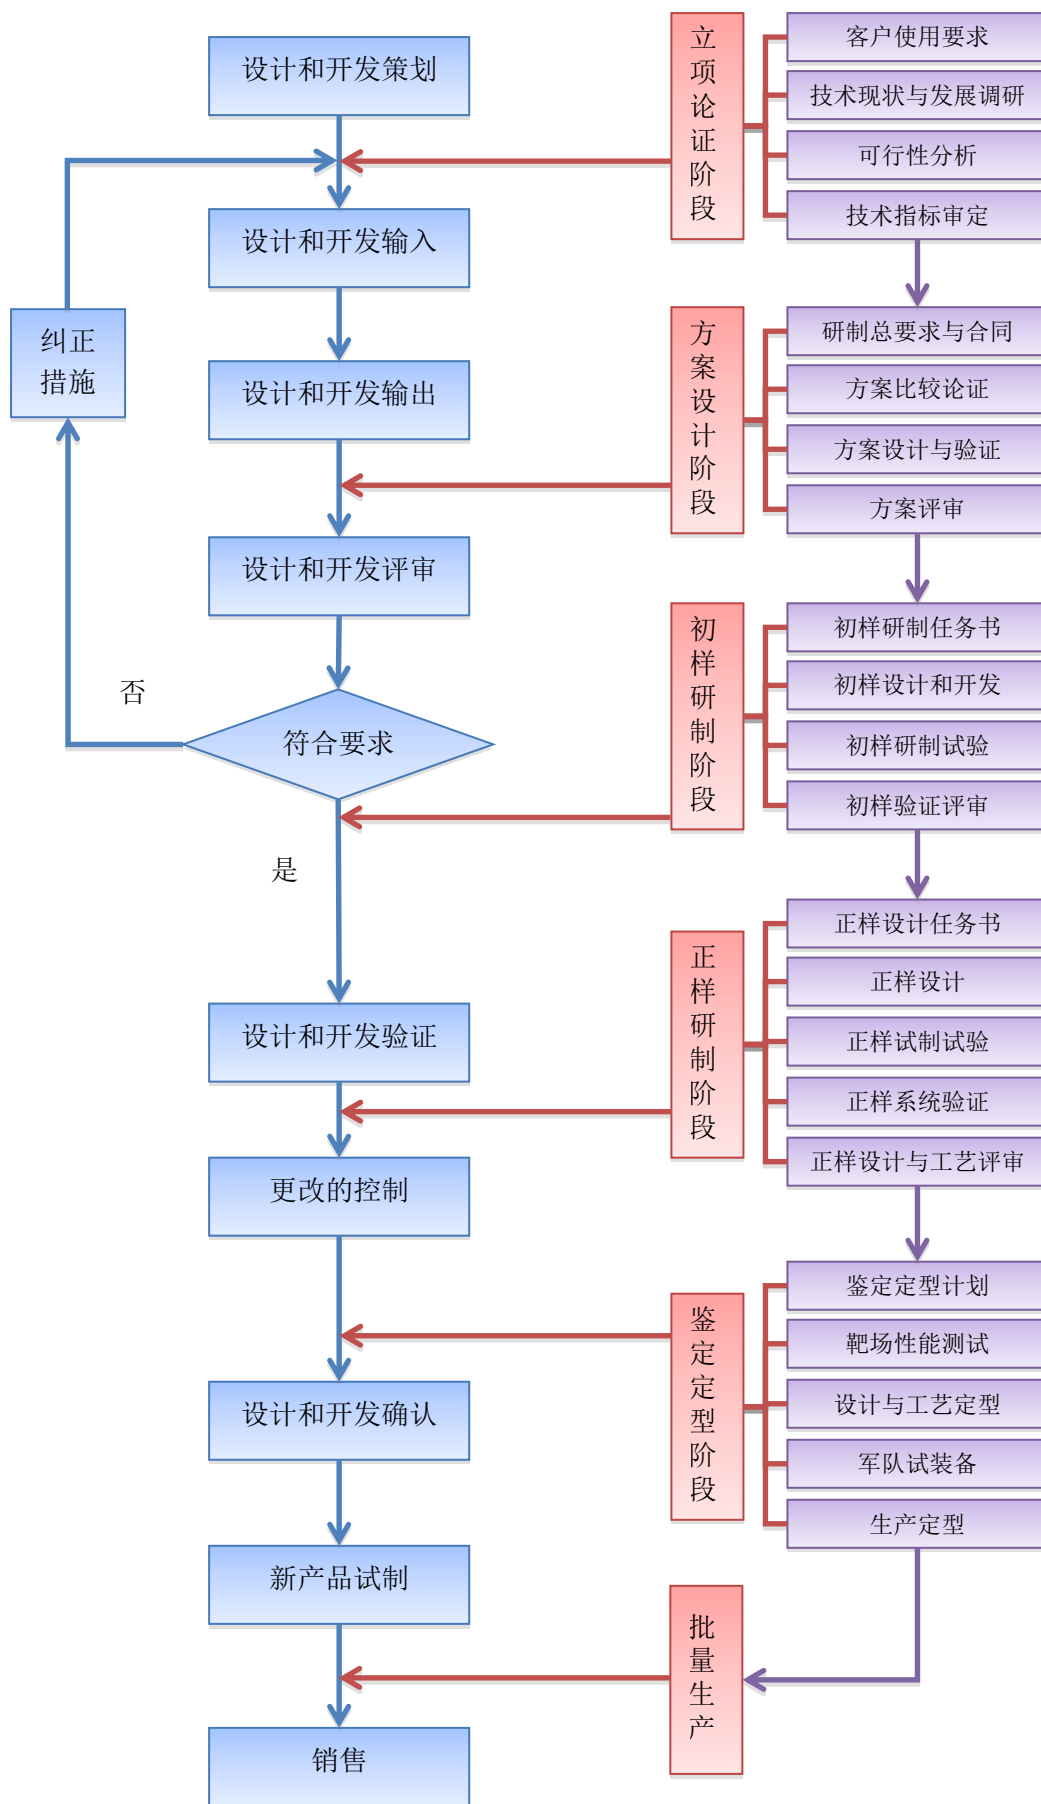 设计和开发策划
设计和开发输入
设计和开发输出
设计和开发评审
符合要求
否
纠正
措施
是
设计和开发验证
更改的控制
设计和开发确认
新产品试制
销售
立项论证阶段
客户使用要求
技术现状与发展调研
可行性分析
技术指标审定
方案设计阶段
研制总要求与合同
方案比较论证
方案设计与验证
方案评审
初样研制阶段
初样研制任务书
初样设计和开发
初样研制试验
初样验证评审
正样研制阶段
正样设计任务书
正样设计
正样试制试验
正样系统验证
正样设计与工艺评审
鉴定定型阶段
鉴定定型计划
靶场性能测试
设计与工艺定型
军队试装备
生产定型
批量生产